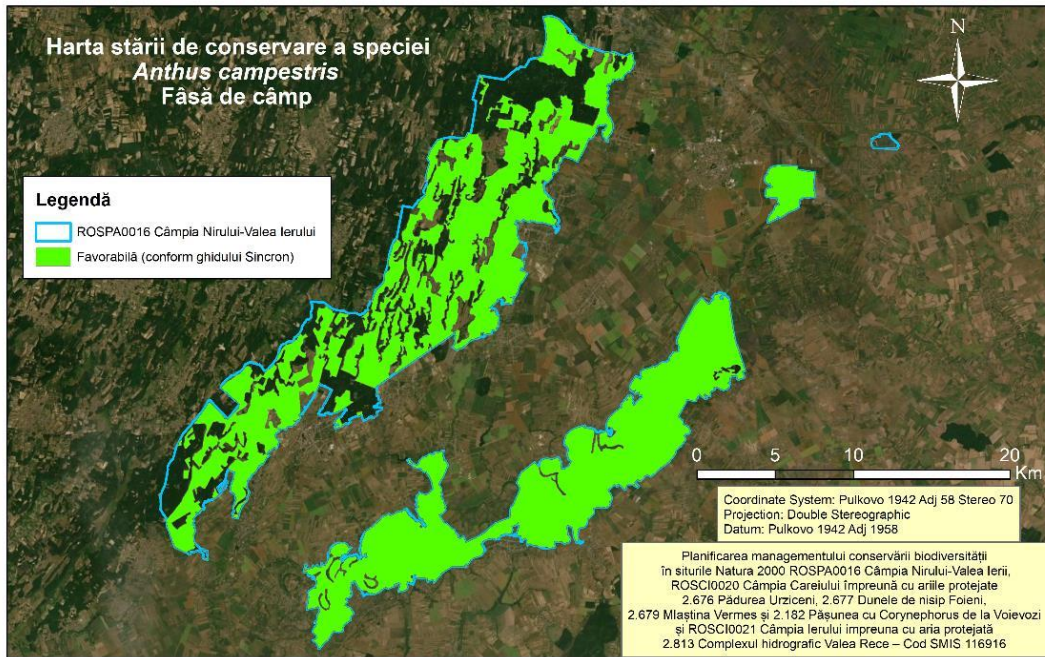 Harta stării de conservare a speciei
Anthus campestris
Fâsă de câmp
N
Legendă
ROSPA0016 Câmpia Nirului-Valea Ierului
Favorabilă (conform ghidului Sincron)
0 5 10 20
Km
Coordinate System: Pulkovo 1942 Adj 58 Stereo 70
Projection: Double Stereographic
Datum: Pulkovo 1942 Adj 1958
Planificarea managementului conservării biodiversității
în siturile Natura 2000 ROSPA0016 Câmpia Nirului-Valea Ierii,
ROSCI0020 Câmpia Careiului împreună cu ariile protejate
2.676 Pădurea Urziceni, 2.677 Dunele de nisip Foieni,
2.679 Mlaștina Vermes și 2.182 Pășunea cu Corynephorus de la Voievozi
și ROSCI0021 Câmpia Ierului impreuna cu aria protejată
2.813 Complexul hidrografic Valea Rece – Cod SMIS 116916